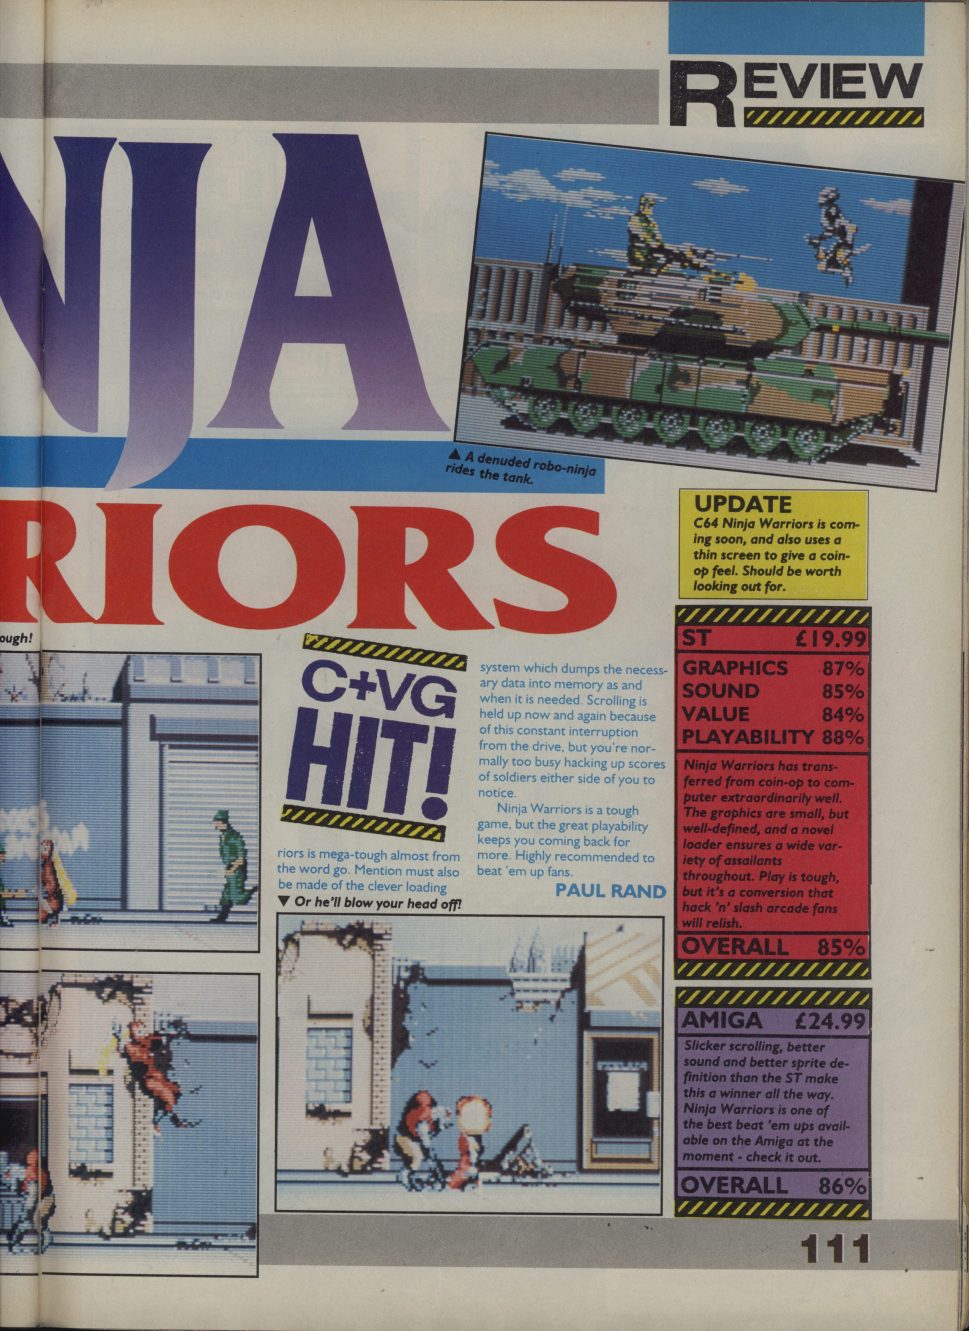 REVIEW
NJA
▲ A denuded robo-ninja
rides the tank.
RIORS
ough!
C+VG
HIT!
riors is mega-tough almost from
the word go. Mention must also
be made of the clever loading
▼ Or he'll blow your head off!
system which dumps the necess-
ary data into memory as and
when it is needed. Scrolling is
held up now and again because
of this constant interruption
from the drive, but you're nor-
mally too busy hacking up scores
of soldiers either side of you to
notice.
Ninja Warriors is a tough
game, but the great playability
keeps you coming back for
more. Highly recommended to
beat 'em up fans.
PAUL RAND
UPDATE
C64 Ninja Warriors is com-
ing soon, and also uses a
thin screen to give a coin-
op feel. Should be worth
looking out for.
ST £19.99
GRAPHICS 87%
SOUND 85%
VALUE 84%
PLAYABILITY 88%
Ninja Warriors has trans-
ferred from coin-op to com-
puter extraordinarily well.
The graphics are small, but
well-defined, and a novel
loader ensures a wide var-
iety of assailants
throughout. Play is tough,
but it's a conversion that
hack 'n' slash arcade fans
will relish.
OVERALL 85%
AMIGA £24.99
Slicker scrolling, better
sound and better sprite de-
finition than the ST make
this a winner all the way.
Ninja Warriors is one of
the best beat 'em ups avail-
able on the Amiga at the
moment - check it out.
OVERALL 86%
111